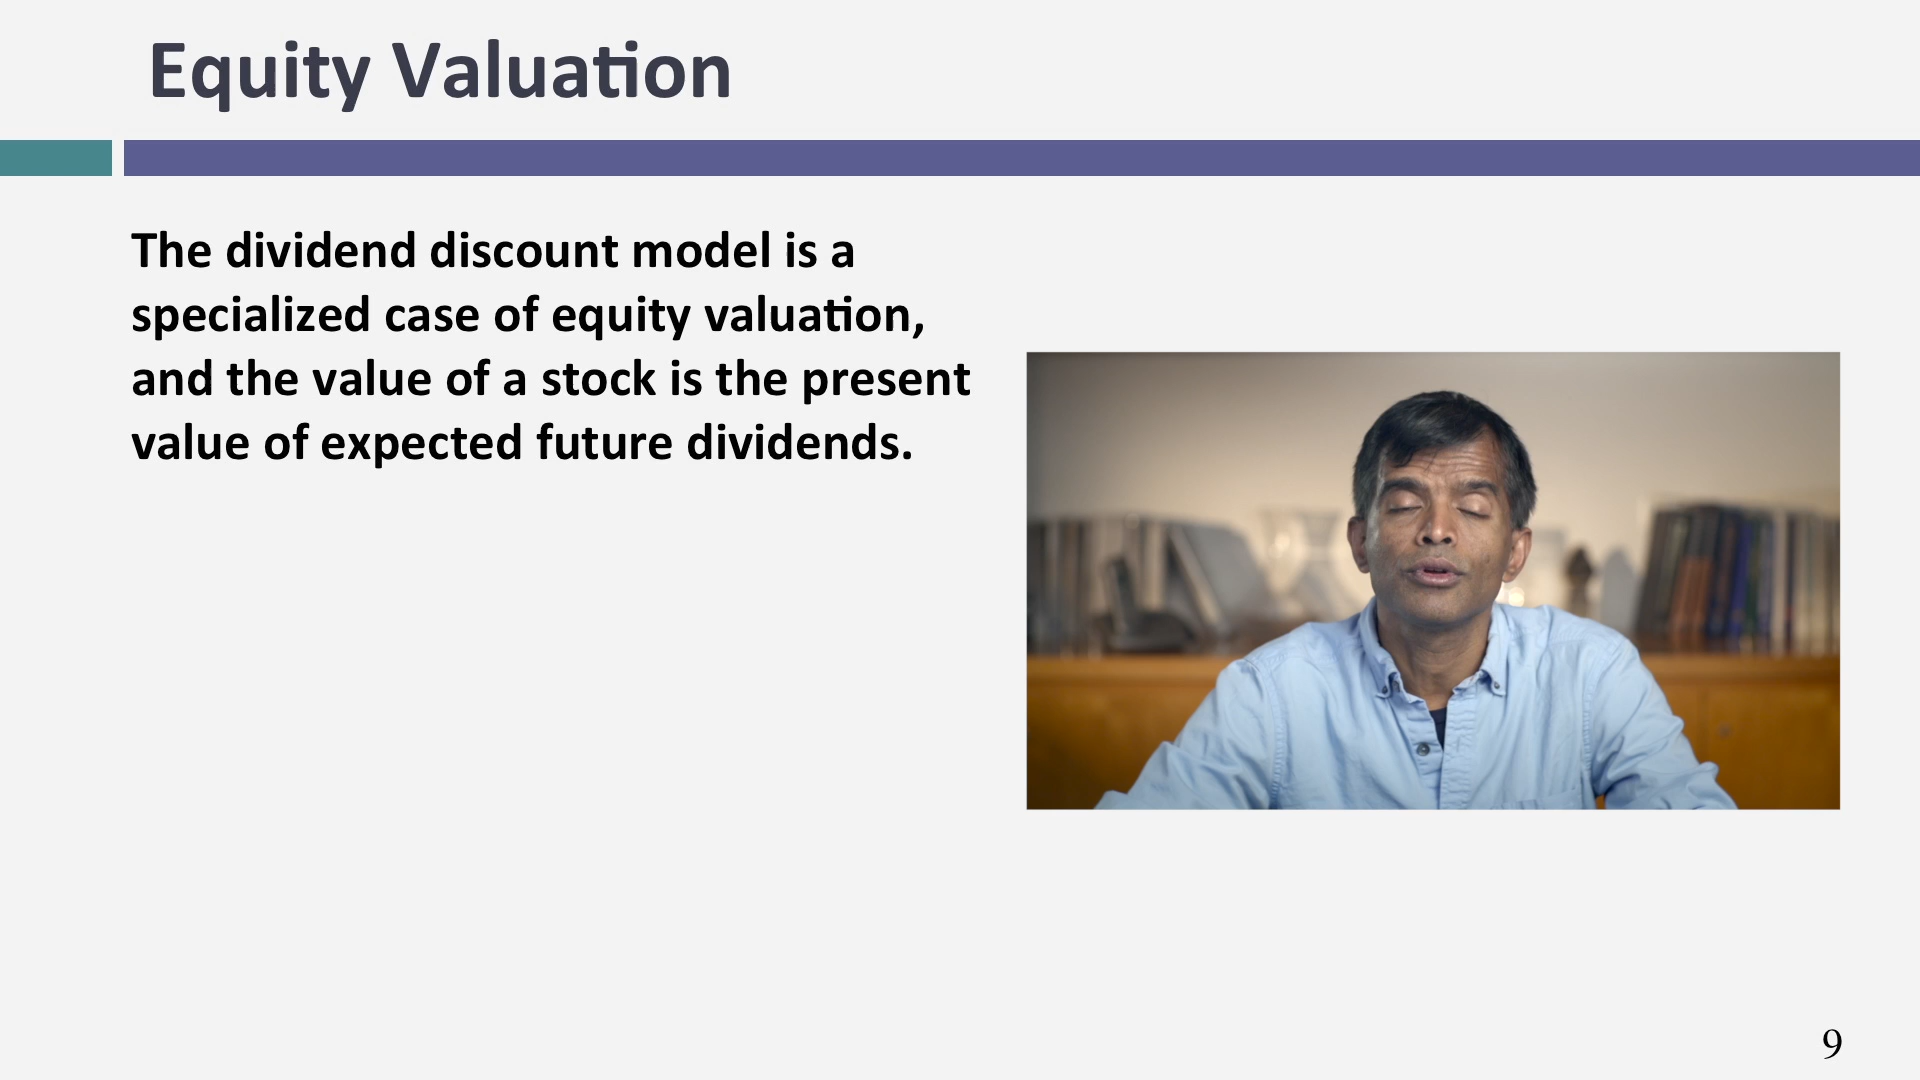 Equity Valuation
The dividend discount model is a
specialized case of equity valuation,
and the value of a stock is the present
value of expected future dividends.
9